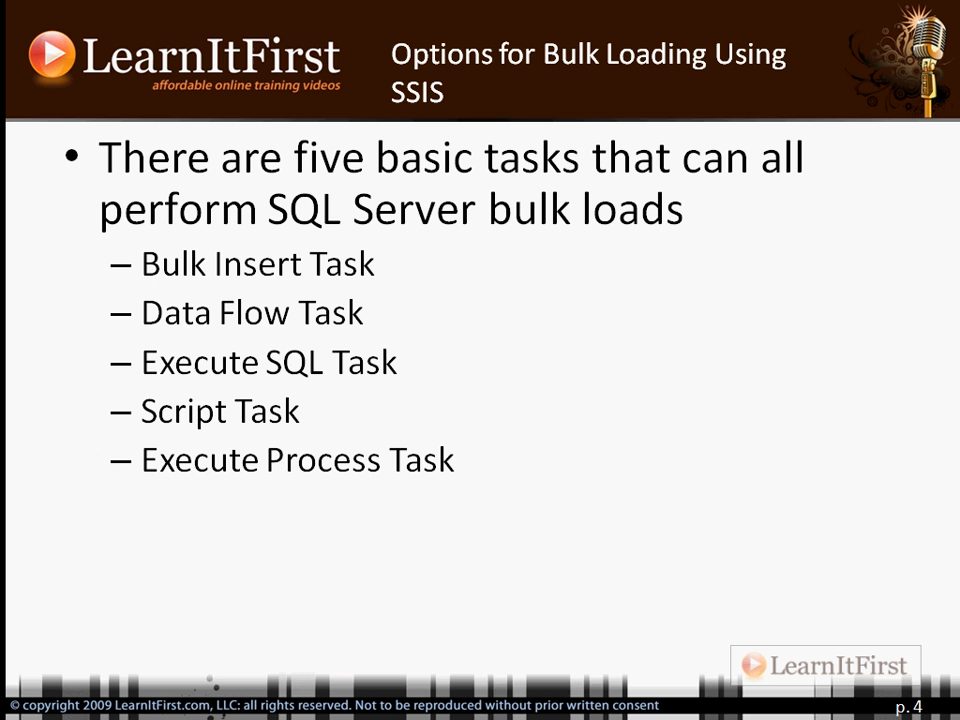 LearnItFirst
affordable online training videos
Options for Bulk Loading Using
SSIS
• There are five basic tasks that can all
perform SQL Server bulk loads
– Bulk Insert Task
– Data Flow Task
– Execute SQL Task
– Script Task
– Execute Process Task
LearnItFirst
© copyright 2009 LearnItFirst.com, LLC: all rights reserved. Not to be reproduced without prior written consent
p. 4